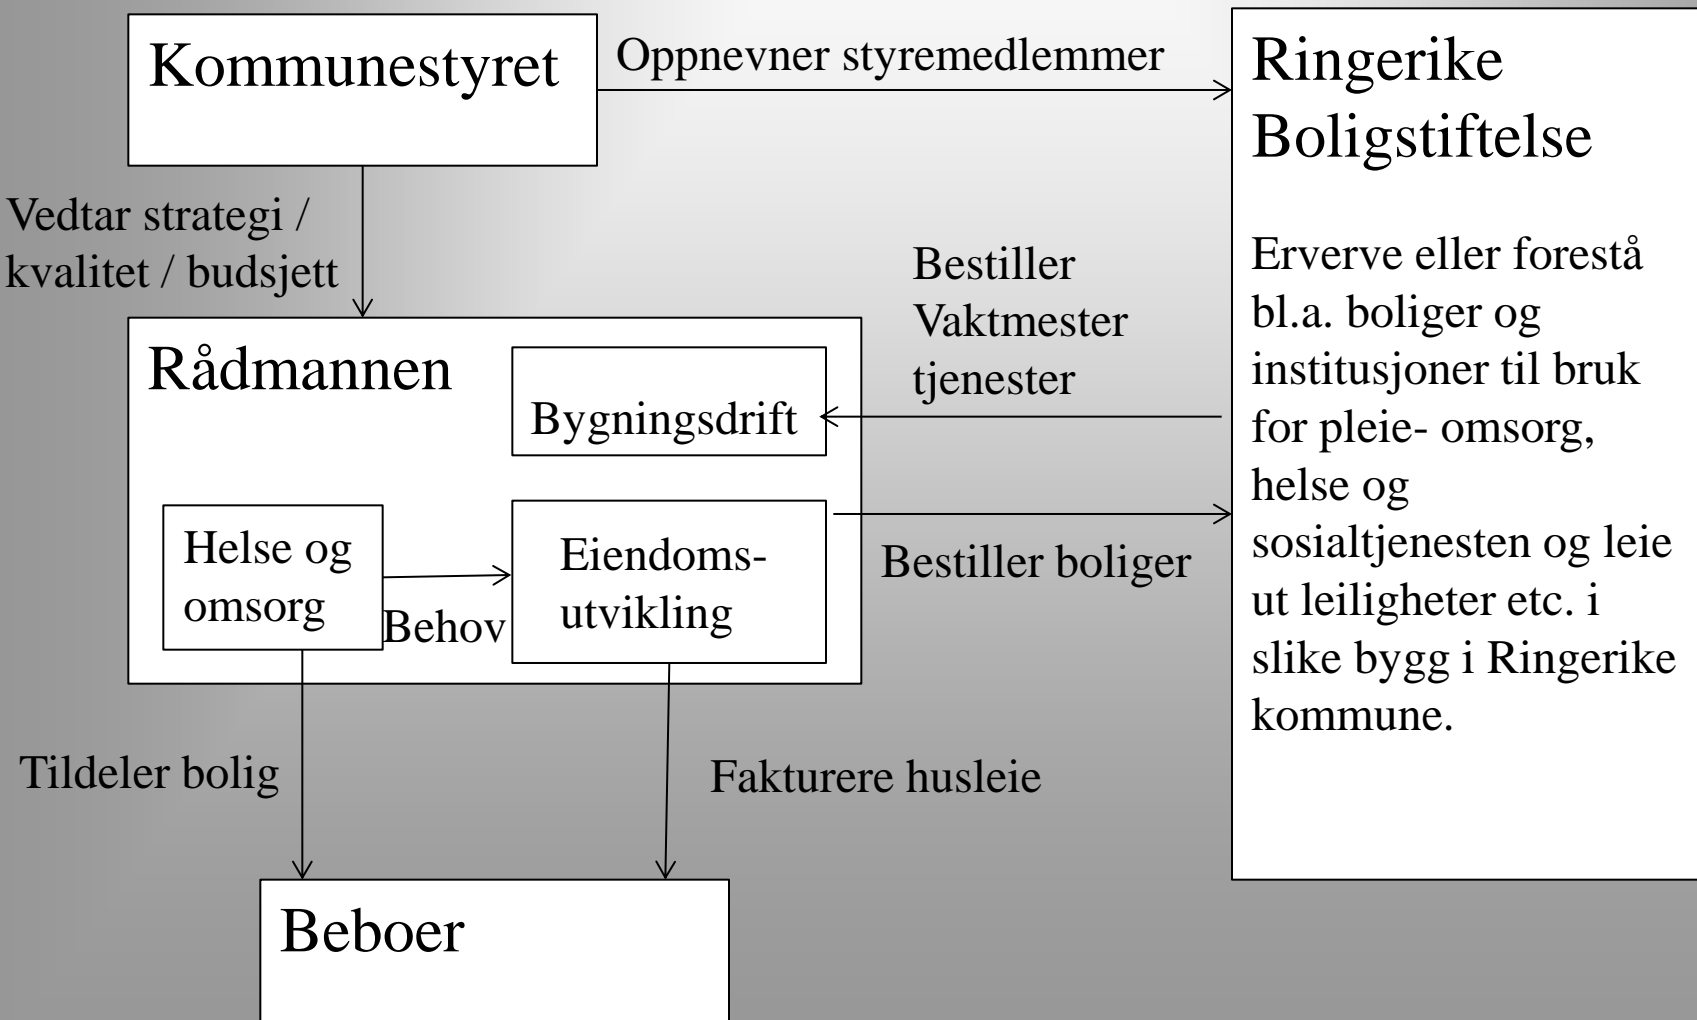 Kommunestyret
Oppnevner styremedlemmer
Ringerike
Boligstiftelse
Erverve eller forestå
bl.a. boliger og
institusjoner til bruk
for pleie- omsorg,
helse og
sosialtjenesten og leie
ut leiligheter etc. i
slike bygg i Ringerike
kommune.
Vedtar strategi /
kvalitet / budsjett
Bestiller
Vaktmester
tjenester
Rådmannen
Bygningsdrift
Helse og
omsorg
Behov
Eiendoms-
utvikling
Bestiller boliger
Tildeler bolig
Fakturere husleie
Beboer